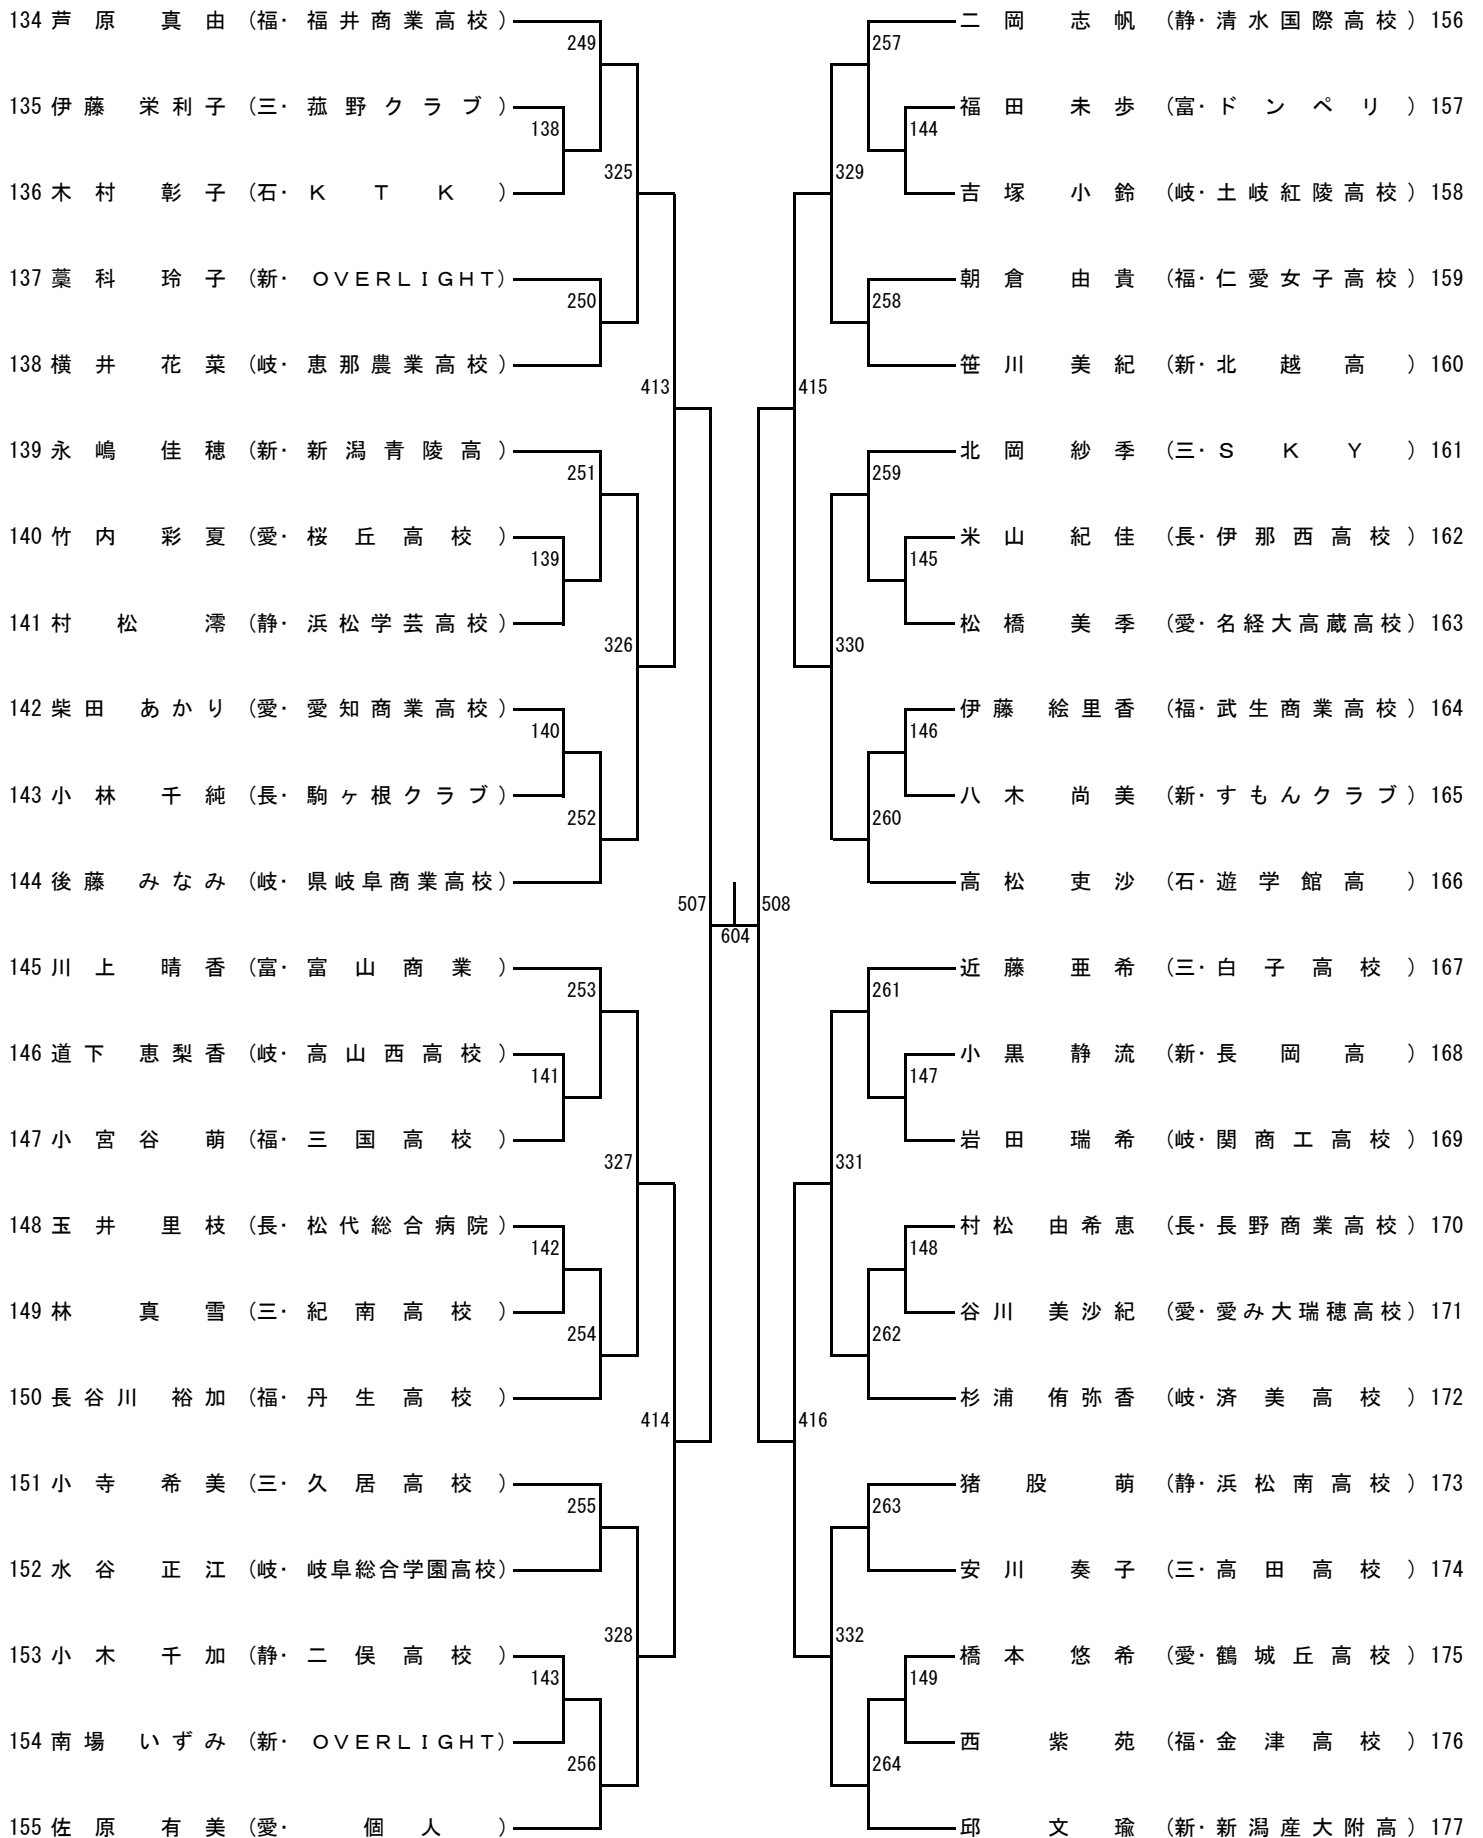 134 芦原 真由 (福・福井商業高校)
249
135 伊藤 栄利子 (三・菰野クラブ)
138
325
136 木村 彰子 (石・KTK)
137 藁科 玲子 (新・OVERLIGHT)
250
138 横井 花菜 (岐・恵那農業高校)
413
139 永嶋 佳穂 (新・新潟青陵高)
251
140 竹内 彩夏 (愛・桜丘高校)
139
141 村松 澪 (静・浜松学芸高校)
326
142 柴田 あかり (愛・愛知商業高校)
140
143 小林 千純 (長・駒ヶ根クラブ)
252
144 後藤 みなみ (岐・県岐阜商業高校)
507
145 川上 晴香 (富・富山商業)
253
146 道下 恵梨香 (岐・高山西高校)
141
147 小宮谷 萌 (福・三国高校)
327
148 玉井 里枝 (長・松代総合病院)
142
149 林 真雪 (三・紀南高校)
254
150 長谷川 裕加 (福・丹生高校)
414
151 小寺 希美 (三・久居高校)
255
152 水谷 正江 (岐・岐阜総合学園高校)
328
153 小木 千加 (静・二俣高校)
143
154 南場 いずみ (新・OVERLIGHT)
256
155 佐原 有美 (愛・個人)
604
二岡 志帆 (静・清水国際高校) 156
257
福田 未歩 (富・ドンペリ) 157
144
329
吉塚 小鈴 (岐・土岐紅陵高校) 158
朝倉 由貴 (福・仁愛女子高校) 159
258
笹川 美紀 (新・北越高) 160
415
北岡 紗季 (三・SKY) 161
259
米山 紀佳 (長・伊那西高校) 162
145
松橋 美季 (愛・名経大高蔵高校) 163
330
伊藤 絵里香 (福・武生商業高校) 164
146
八木 尚美 (新・すもんクラブ) 165
260
高松 吏沙 (石・遊学館高) 166
508
近藤 亜希 (三・白子高校) 167
261
小黒 静流 (新・長岡高) 168
147
岩田 瑞希 (岐・関商工高校) 169
331
村松 由希恵 (長・長野商業高校) 170
148
谷川 美沙紀 (愛・愛み大瑞穂高校) 171
262
杉浦 侑弥香 (岐・済美高校) 172
416
猪股 萌 (静・浜松南高校) 173
263
安川 奏子 (三・高田高校) 174
332
橋本 悠希 (愛・鶴城丘高校) 175
149
西 紫苑 (福・金津高校) 176
264
邱 文瑜 (新・新潟産大附高) 177